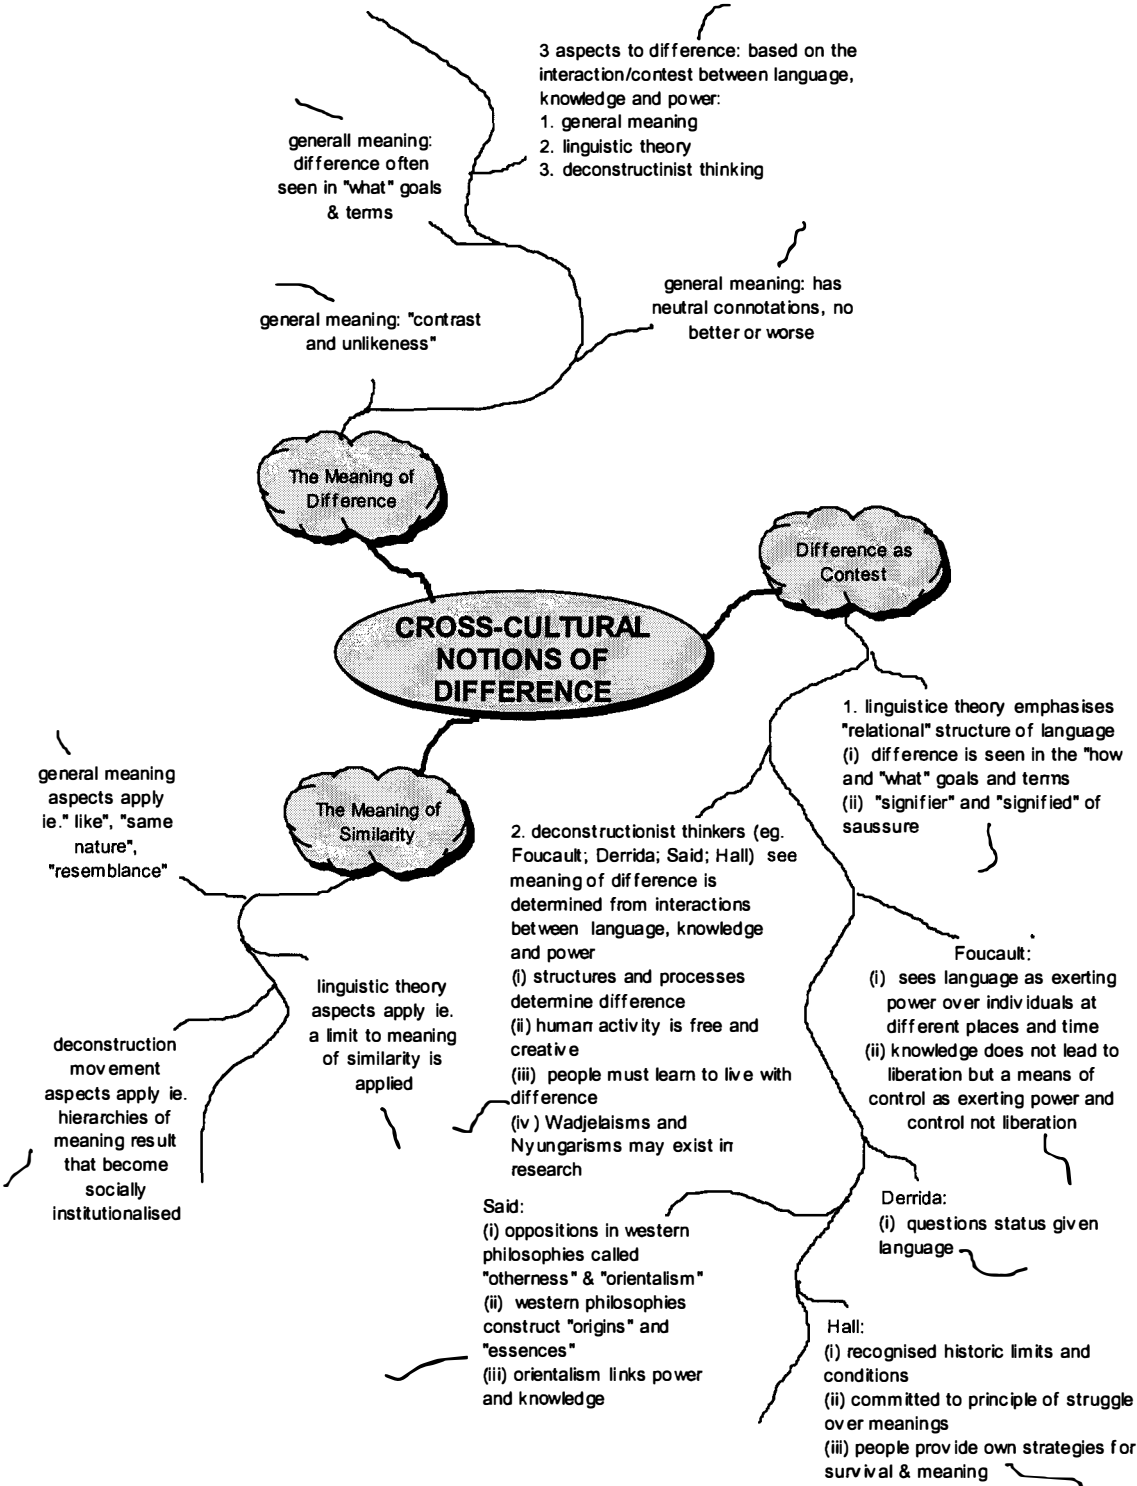 3 aspects to difference: based on the
interaction/contest between language,
knowledge and power:
1. general meaning
2. linguistic theory
3. deconstructinist thinking
generall meaning:
difference often
seen in "what" goals
& terms
general meaning: has
neutral connotations, no
better or worse
general meaning: "contrast
and unlikeness"
The Meaning of
Difference
Difference as
Contest
CROSS-CULTURAL
NOTIONS OF
DIFFERENCE
1. linguistice theory emphasises
"relational" structure of language
(i) difference is seen in the "how
and "what" goals and terms
(ii) "signifier" and "signified" of
saussure
general meaning
aspects apply
ie." like", "same
nature",
"resemblance"
The Meaning of
Similarity
2. deconstructionist thinkers (eg.
Foucault; Derrida; Said; Hall) see
meaning of difference is
determined from interactions
between language, knowledge
and power
(i) structures and processes
determine difference
(ii) human activity is free and
creative
(iii) people must learn to live with
difference
(iv) Wadjelaisms and
Nyungarisms may exist in
research
Foucault:
(i) sees language as exerting
power over individuals at
different places and time
(ii) knowledge does not lead to
liberation but a means of
control as exerting power and
control not liberation
linguistic theory
aspects apply ie.
a limit to meaning
of similarity is
applied
deconstruction
movement
aspects apply ie.
hierarchies of
meaning result
that become
socially
institutionalised
Derrida:
(i) questions status given
language
Said:
(i) oppositions in western
philosophies called
"otherness" & "orientalism"
(ii) western philosophies
construct "origins" and
"essences"
(iii) orientalism links power
and knowledge
Hall:
(i) recognised historic limits and
conditions
(ii) committed to principle of struggle
over meanings
(iii) people provide own strategies for
survival & meaning